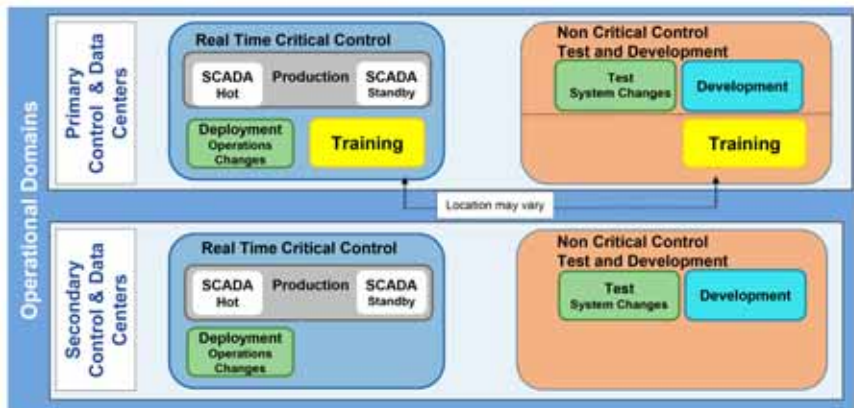 Operational Domains
Primary
Control & Data
Centers
Real Time Critical Control
SCADA
Hot
Production
SCADA
Standby
Deployment
Operations
Changes
Training
Non Critical Control
Test and Development
Test
System Changes
Development
Training
Location may vary
Secondary
Control & Data
Centers
Real Time Critical Control
SCADA
Hot
Production
SCADA
Standby
Deployment
Operations
Changes
Non Critical Control
Test and Development
Test
System Changes
Development